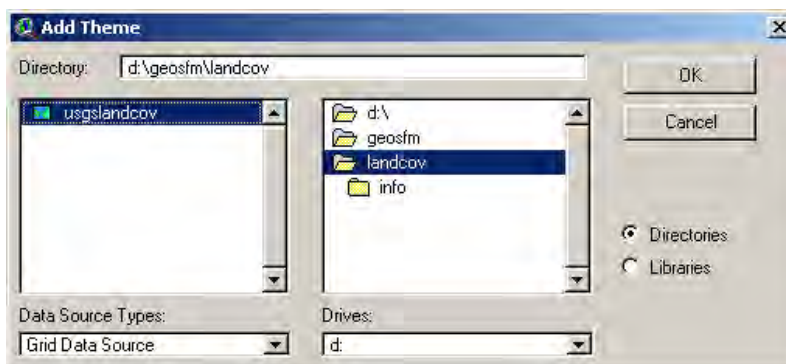 Add Theme
Directory: d:\geosfm\landcov
OK
Cancel
usgslandcov
d:\
geosfm
landcov
info
Directories
Libraries
Data Source Types:
Grid Data Source
Drives:
d: